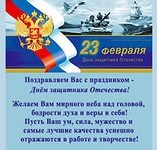 23 февраля
День защитника Отечества
Поздравляем Вас с праздником -
Днём защитника Отечества!
Желаем Вам мирного неба над головой,
бодрости духа и веры в себя!
Пусть Ваш ум, сила, мужество и
самые лучшие качества успешно
отражаются в работе и творчестве!